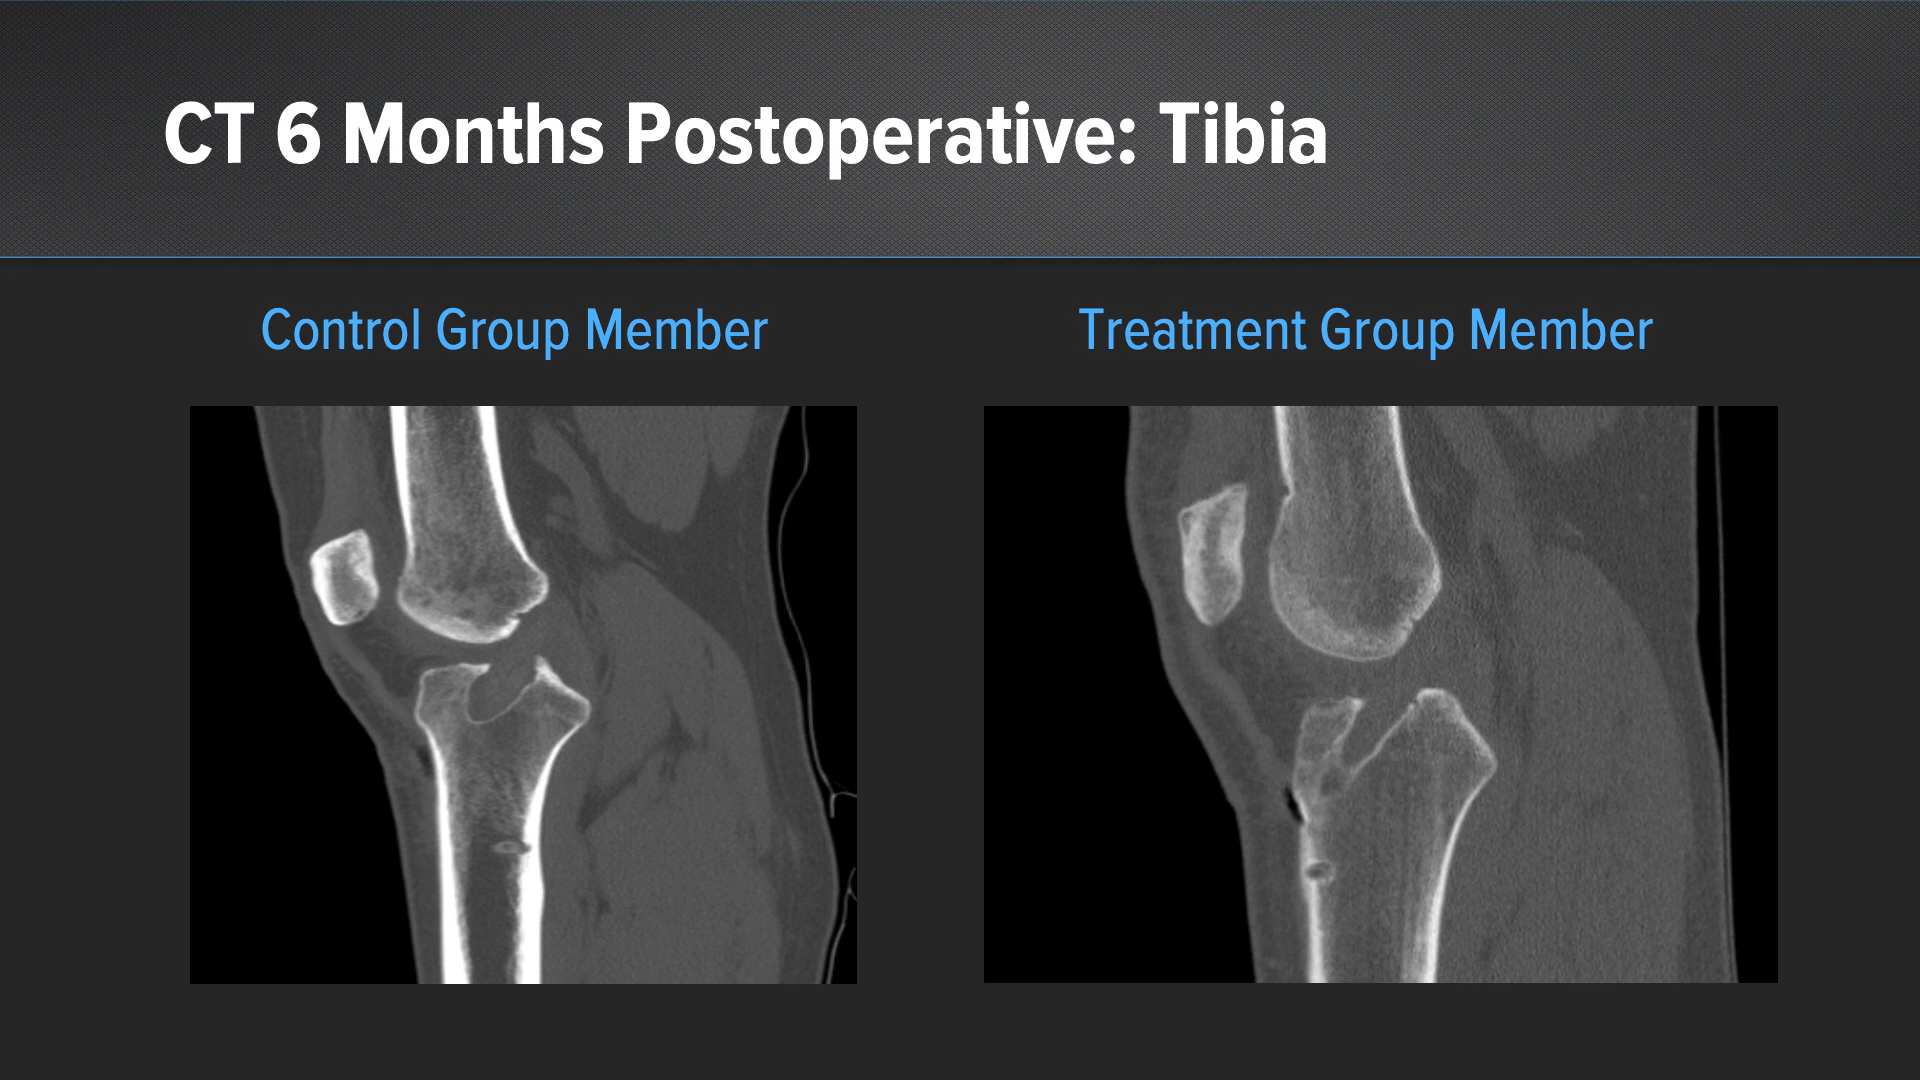 CT 6 Months Postoperative: Tibia
Control Group Member
Treatment Group Member